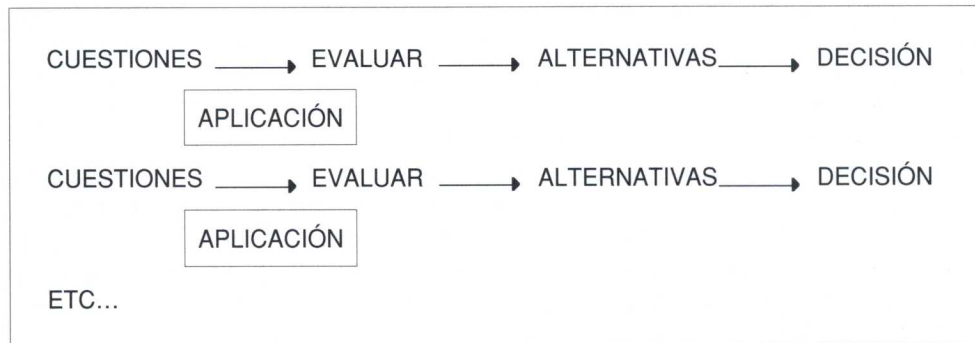 CUESTIONES EVALUAR ALTERNATIVAS DECISIÓN
APLICACIÓN
CUESTIONES EVALUAR ALTERNATIVAS DECISIÓN
APLICACIÓN
ETC...